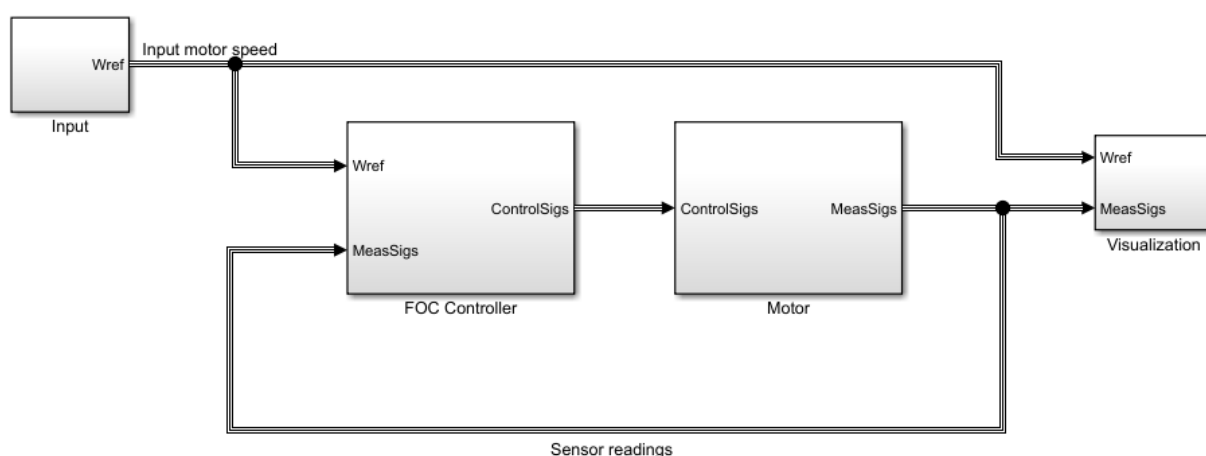 Input motor speed
Wref
Input
Wref
Wref
ControlSigs
ControlSigs
MeasSigs
MeasSigs
MeasSigs
Visualization
FOC Controller
Motor
Sensor readings